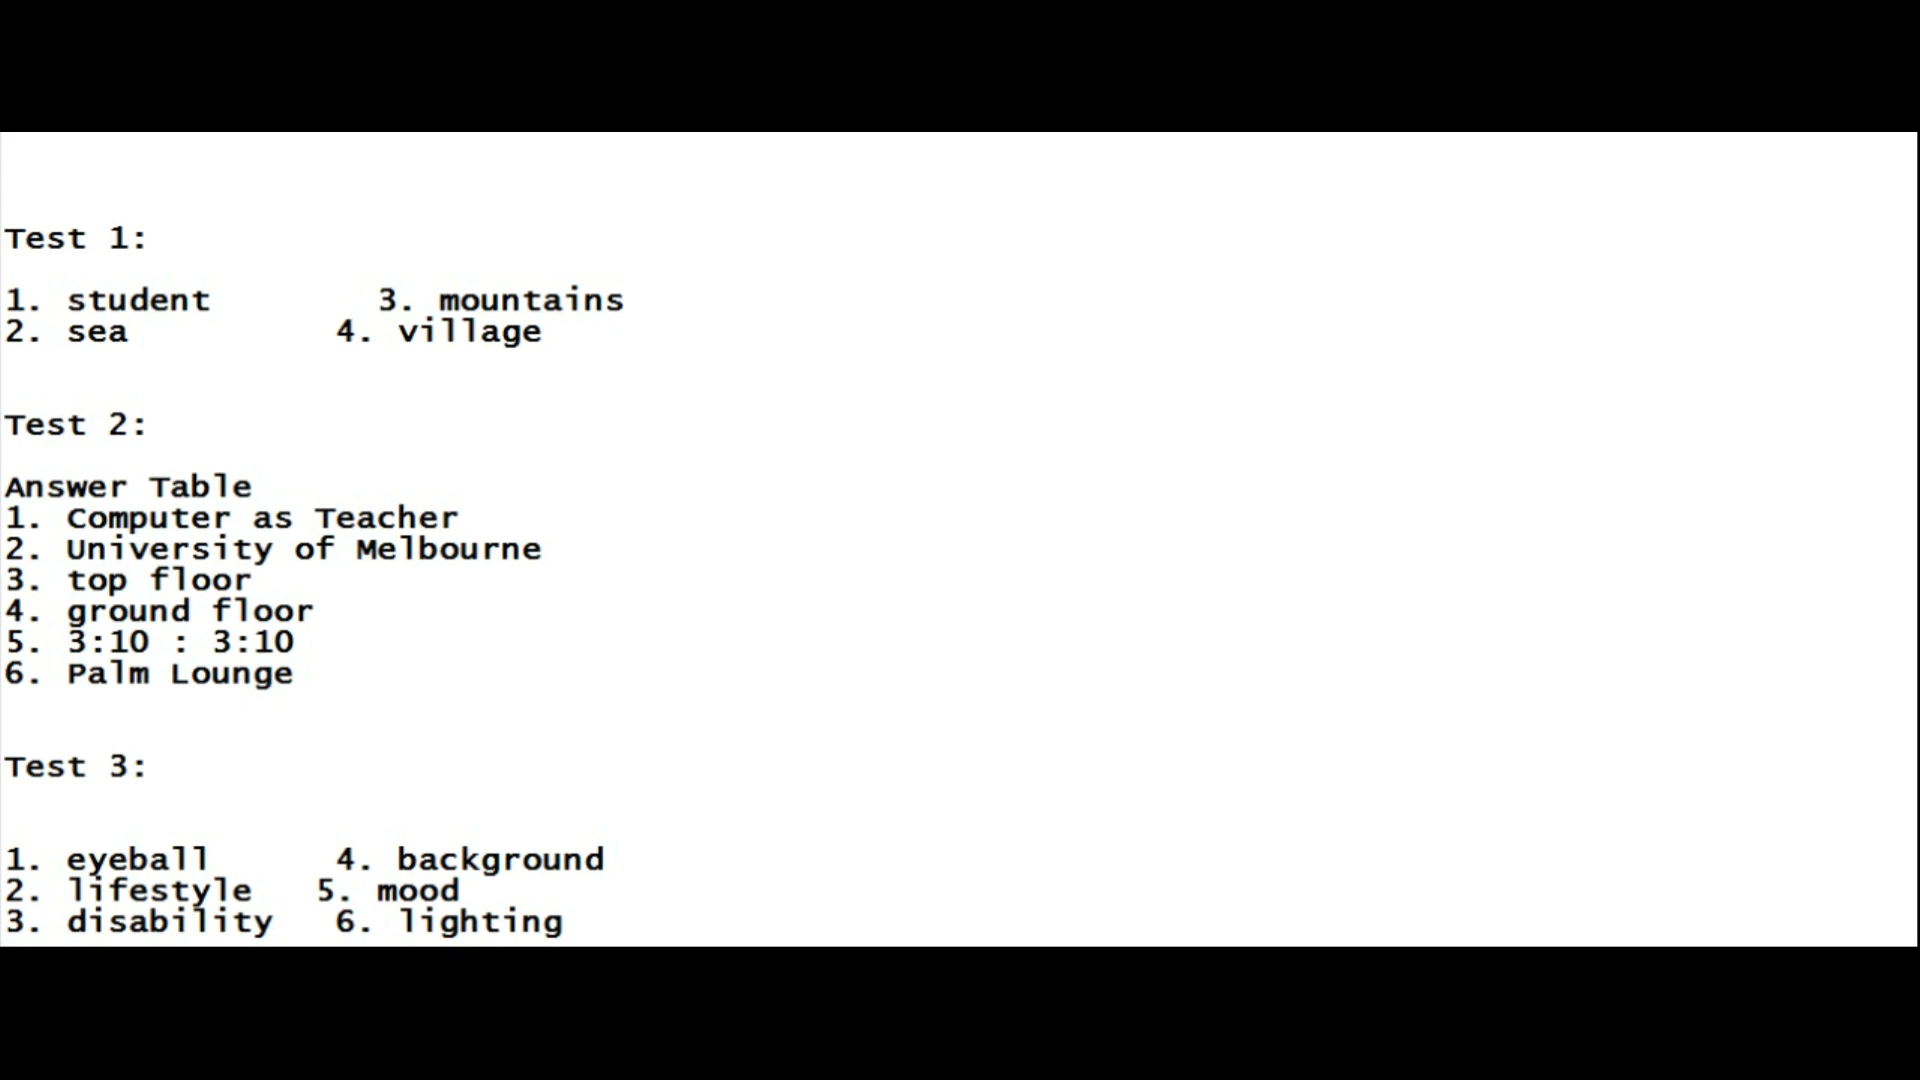 Test 1:
1. student 3. mountains
2. sea 4. village
Test 2:
Answer Table
1. Computer as Teacher
2. University of Melbourne
3. top floor
4. ground floor
5. 3:10 : 3:10
6. Palm Lounge
Test 3:
1. eyeball 4. background
2. lifestyle 5. mood
3. disability 6. lighting